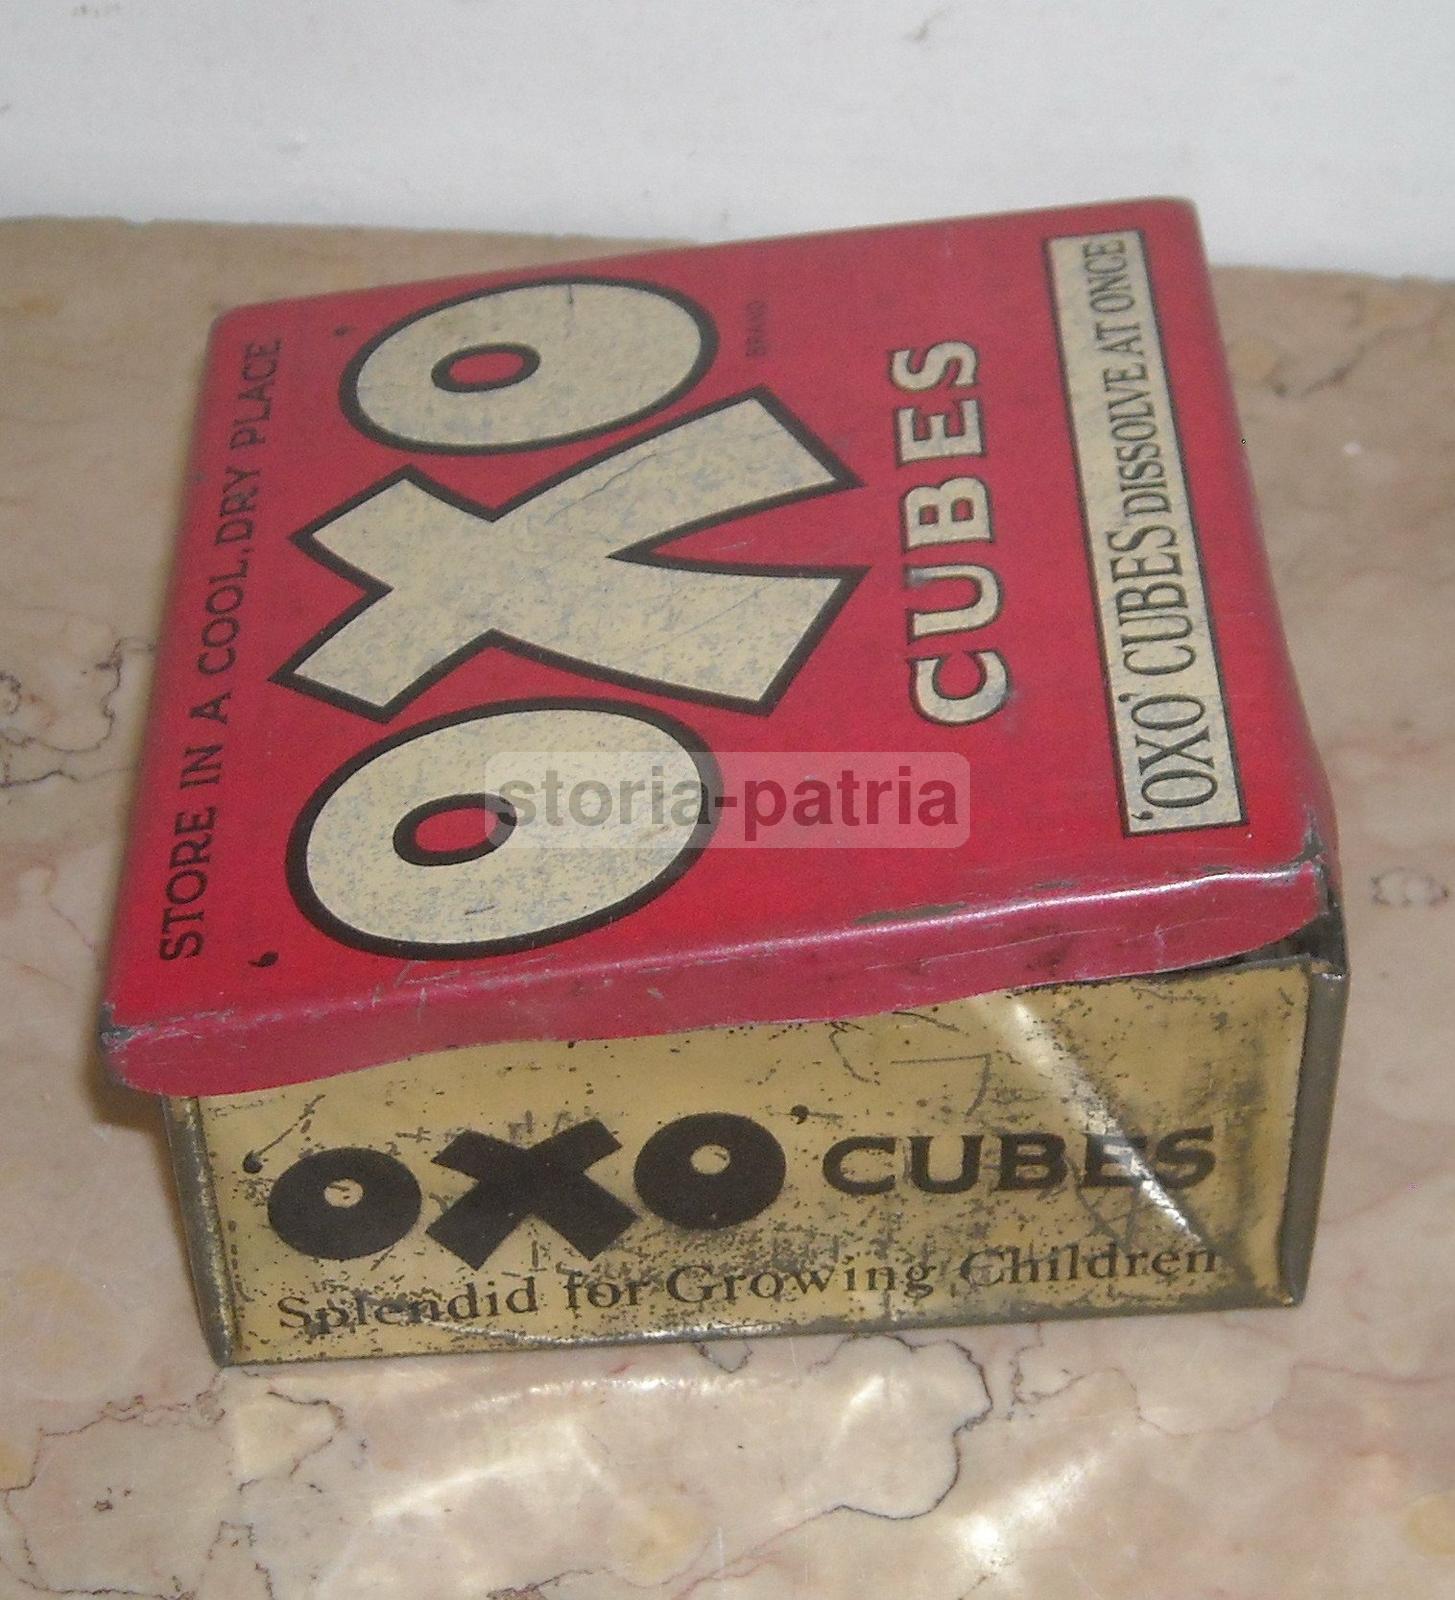 STORE IN A COOL, DRY PLACE
'OXO'
BRAND
CUBES
'OXO' CUBES DISSOLVE AT ONCE
storia-patria
'OXO' CUBES
Splendid for Growing Children